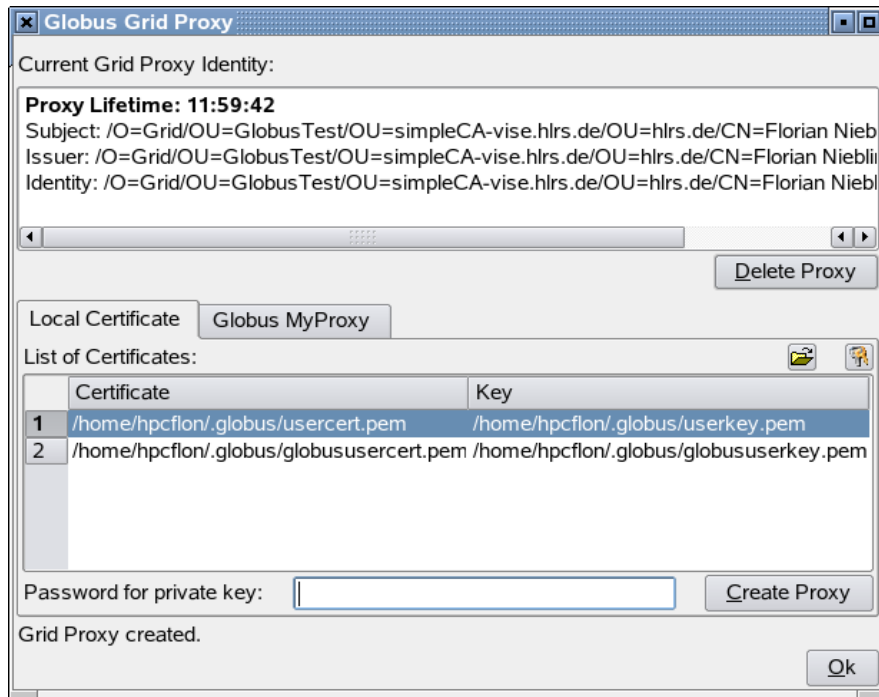 Globus Grid Proxy
Current Grid Proxy Identity:
Proxy Lifetime: 11:59:42
Subject: /O=Grid/OU=GlobusTest/OU=simpleCA-vise.hlrs.de/OU=hlrs.de/CN=Florian Nieb
Issuer: /O=Grid/OU=GlobusTest/OU=simpleCA-vise.hlrs.de/OU=hlrs.de/CN=Florian Niebli
Identity: /O=Grid/OU=GlobusTest/OU=simpleCA-vise.hlrs.de/OU=hlrs.de/CN=Florian Niebl
Delete Proxy
Local Certificate Globus MyProxy
List of Certificates:
Certificate Key
1 /home/hpcflon/.globus/usercert.pem /home/hpcflon/.globus/userkey.pem
2 /home/hpcflon/.globus/globususercert.pem /home/hpcflon/.globus/globususerkey.pem
Password for private key: Create Proxy
Grid Proxy created.
Ok